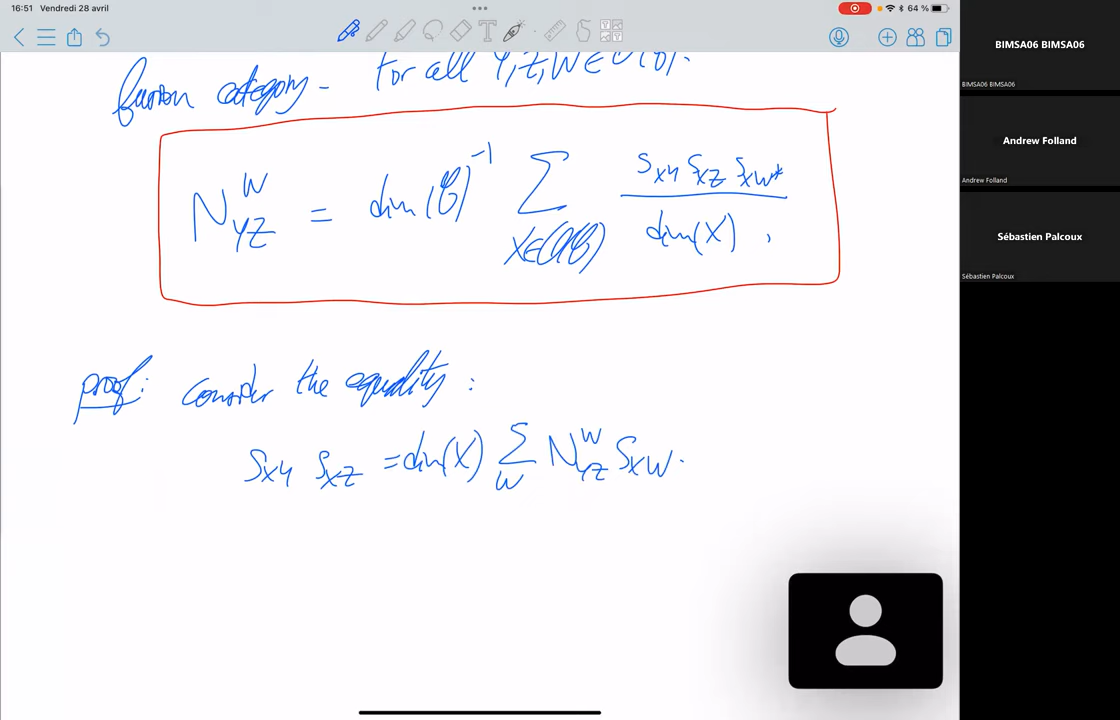 16:51 Vendredi 28 avril
64 %
fusion category. For all Y, Z, W ∈ O(C).
N_{YZ}^W = dim(C)^{-1} ∑_{X∈O(C)} \frac{S_{XY} S_{XZ} S_{XW*}}{dim(X)},
proof: Consider the equality:
S_{XY} S_{XZ} = dim(X) ∑_W N_{YZ}^W S_{XW}.
BIMSA06 BIMSA06
BIMSA06 BIMSA06
Andrew Folland
Andrew Folland
Sébastien Palcoux
Sébastien Palcoux